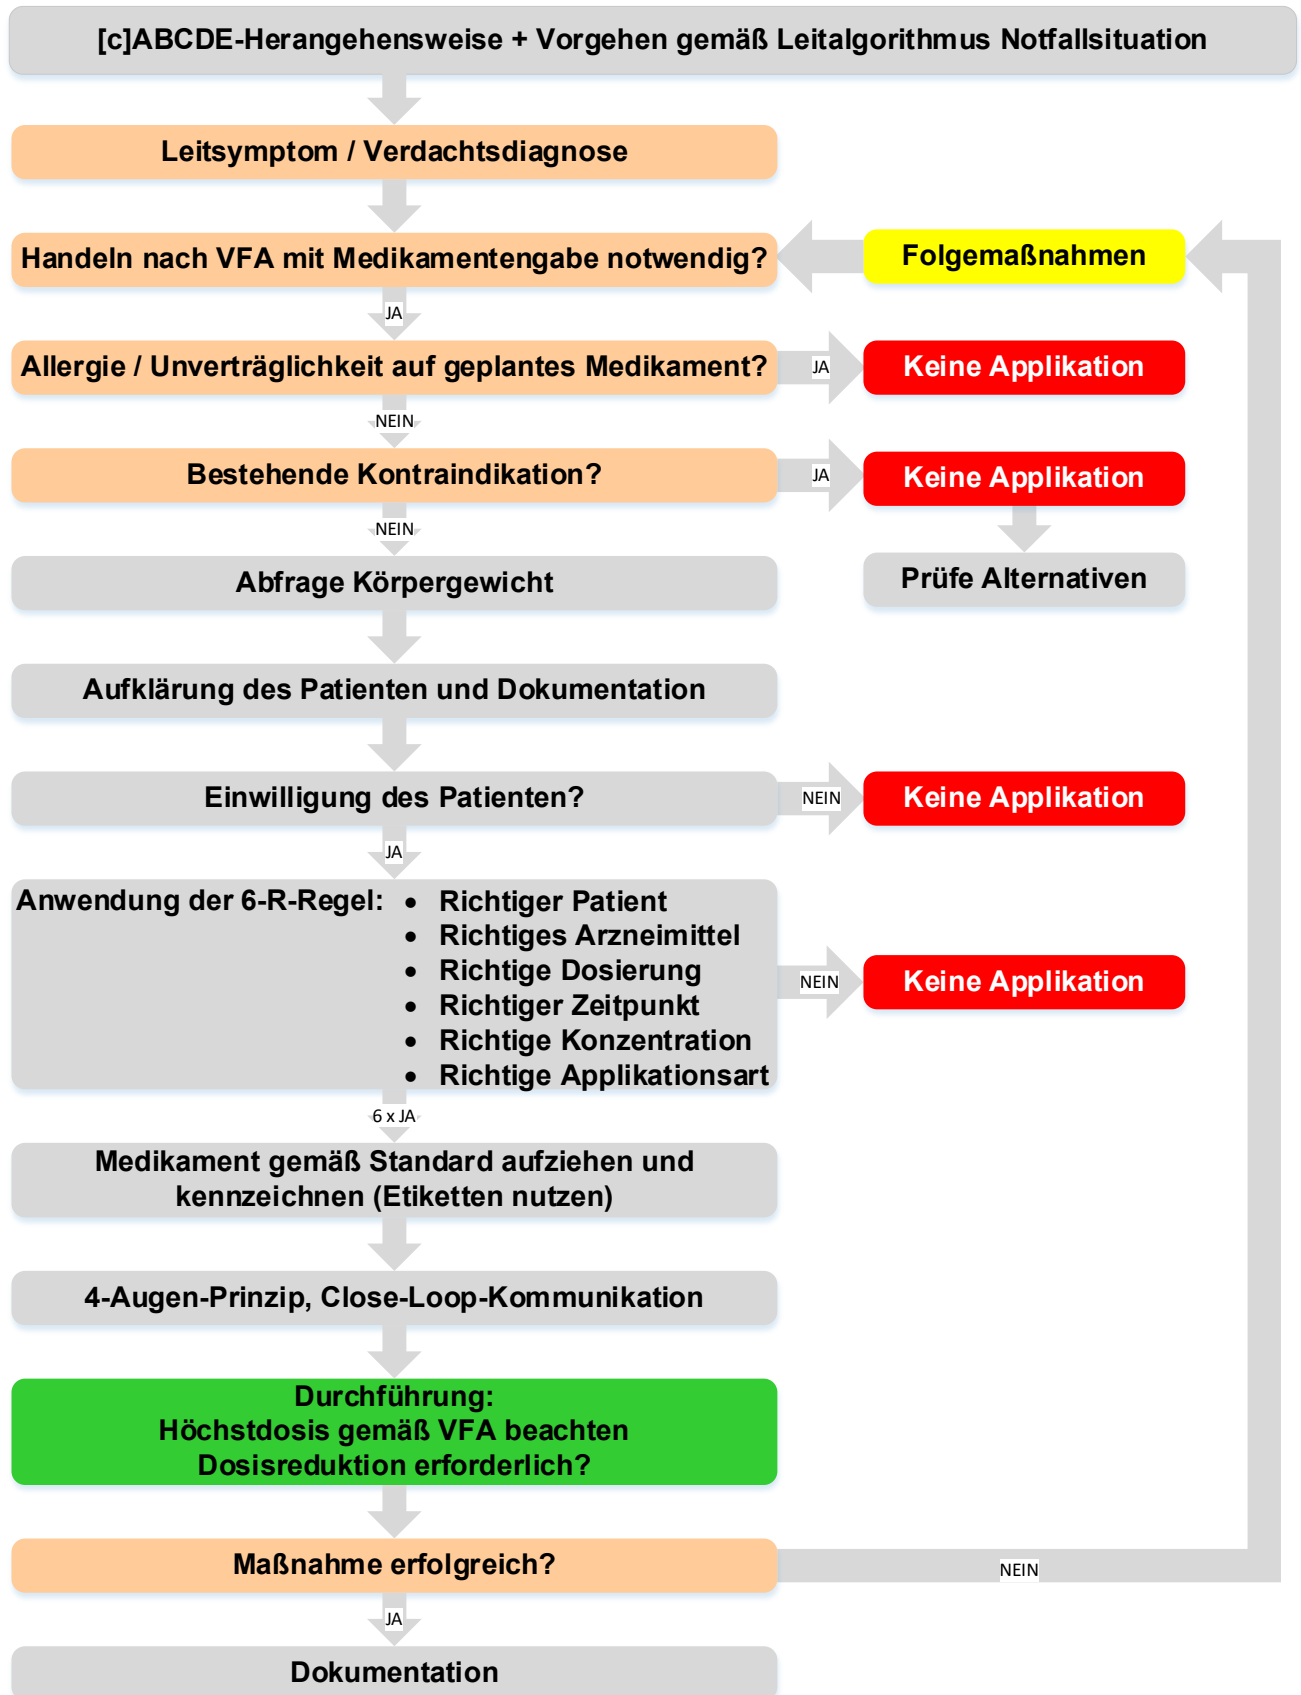 [c]ABCDE-Herangehensweise + Vorgehen gemäß Leitalgorithmus Notfallsituation
Leitsymptom / Verdachtsdiagnose
Handeln nach VFA mit Medikamentengabe notwendig?
Folgemaßnahmen
JA
Allergie / Unverträglichkeit auf geplantes Medikament?
JA
Keine Applikation
NEIN
Bestehende Kontraindikation?
JA
Keine Applikation
NEIN
Abfrage Körpergewicht
Prüfe Alternativen
Aufklärung des Patienten und Dokumentation
Einwilligung des Patienten?
NEIN
Keine Applikation
JA
Anwendung der 6-R-Regel:
• Richtiger Patient
• Richtiges Arzneimittel
• Richtige Dosierung
• Richtiger Zeitpunkt
• Richtige Konzentration
• Richtige Applikationsart
NEIN
Keine Applikation
6 x JA
Medikament gemäß Standard aufziehen und
kennzeichnen (Etiketten nutzen)
4-Augen-Prinzip, Close-Loop-Kommunikation
Durchführung:
Höchstdosis gemäß VFA beachten
Dosisreduktion erforderlich?
Maßnahme erfolgreich?
NEIN
JA
Dokumentation